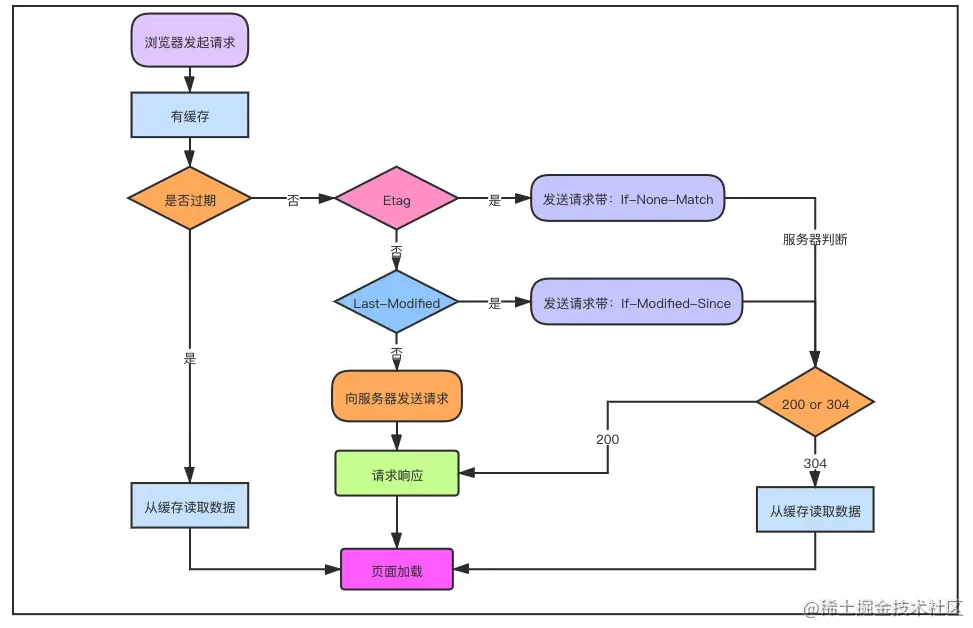 浏览器发起请求
有缓存
是否过期
否
Etag
是
发送请求带：If-None-Match
服务器判断
否
Last-Modified
是
发送请求带：If-Modified-Since
是
否
向服务器发送请求
200 or 304
200
304
请求响应
从缓存读取数据
从缓存读取数据
页面加载
@稀土掘金技术社区